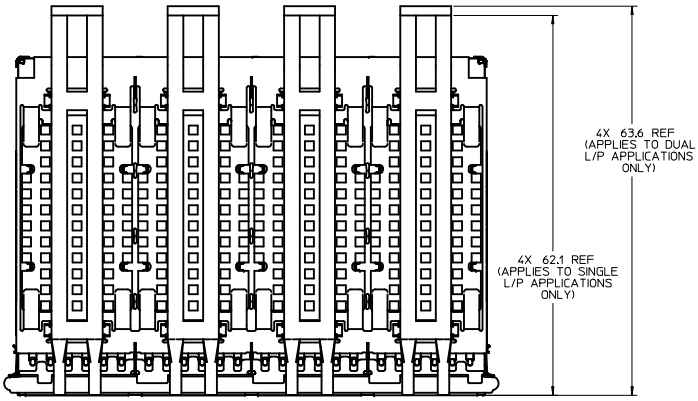 4X 63.6 REF
(APPLIES TO DUAL
L/P APPLICATIONS
ONLY)
4X 62.1 REF
(APPLIES TO SINGLE
L/P APPLICATIONS
ONLY)